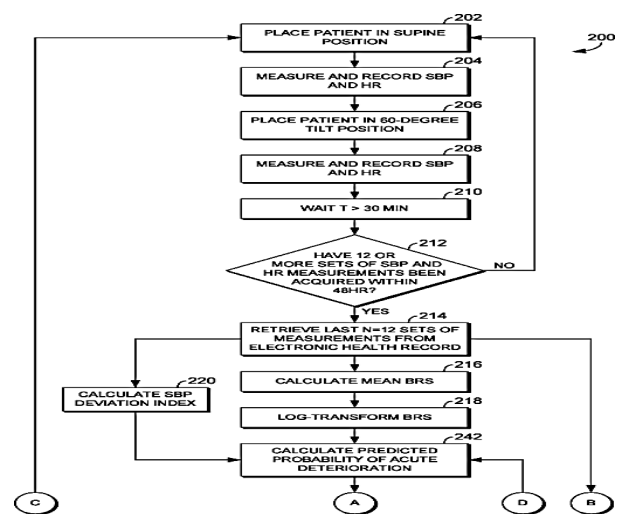 202
PLACE PATIENT IN SUPINE
POSITION
200
204
MEASURE AND RECORD SBP
AND HR
206
PLACE PATIENT IN 60-DEGREE
TILT POSITION
208
MEASURE AND RECORD SBP
AND HR
210
WAIT T > 30 MIN
212
HAVE 12 OR
MORE SETS OF SBP AND
HR MEASUREMENTS BEEN
ACQUIRED WITHIN
48HR?
NO
YES
214
RETRIEVE LAST N=12 SETS OF
MEASUREMENTS FROM
ELECTRONIC HEALTH RECORD
216
CALCULATE MEAN BRS
220
CALCULATE SBP
DEVIATION INDEX
218
LOG-TRANSFORM BRS
242
CALCULATE PREDICTED
PROBABILITY OF ACUTE
DETERIORATION
C
A
D
B